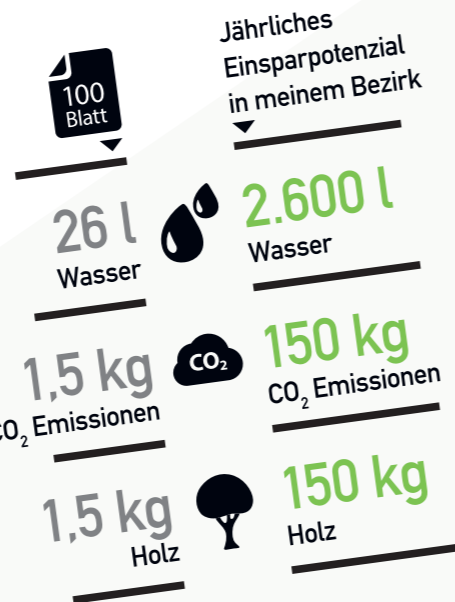 100
Blatt
Jährliches
Einsparpotenzial
in meinem Bezirk
26 l
Wasser
2.600 l
Wasser
1,5 kg
CO₂ Emissionen
CO₂
150 kg
CO₂ Emissionen
1,5 kg
Holz
150 kg
Holz